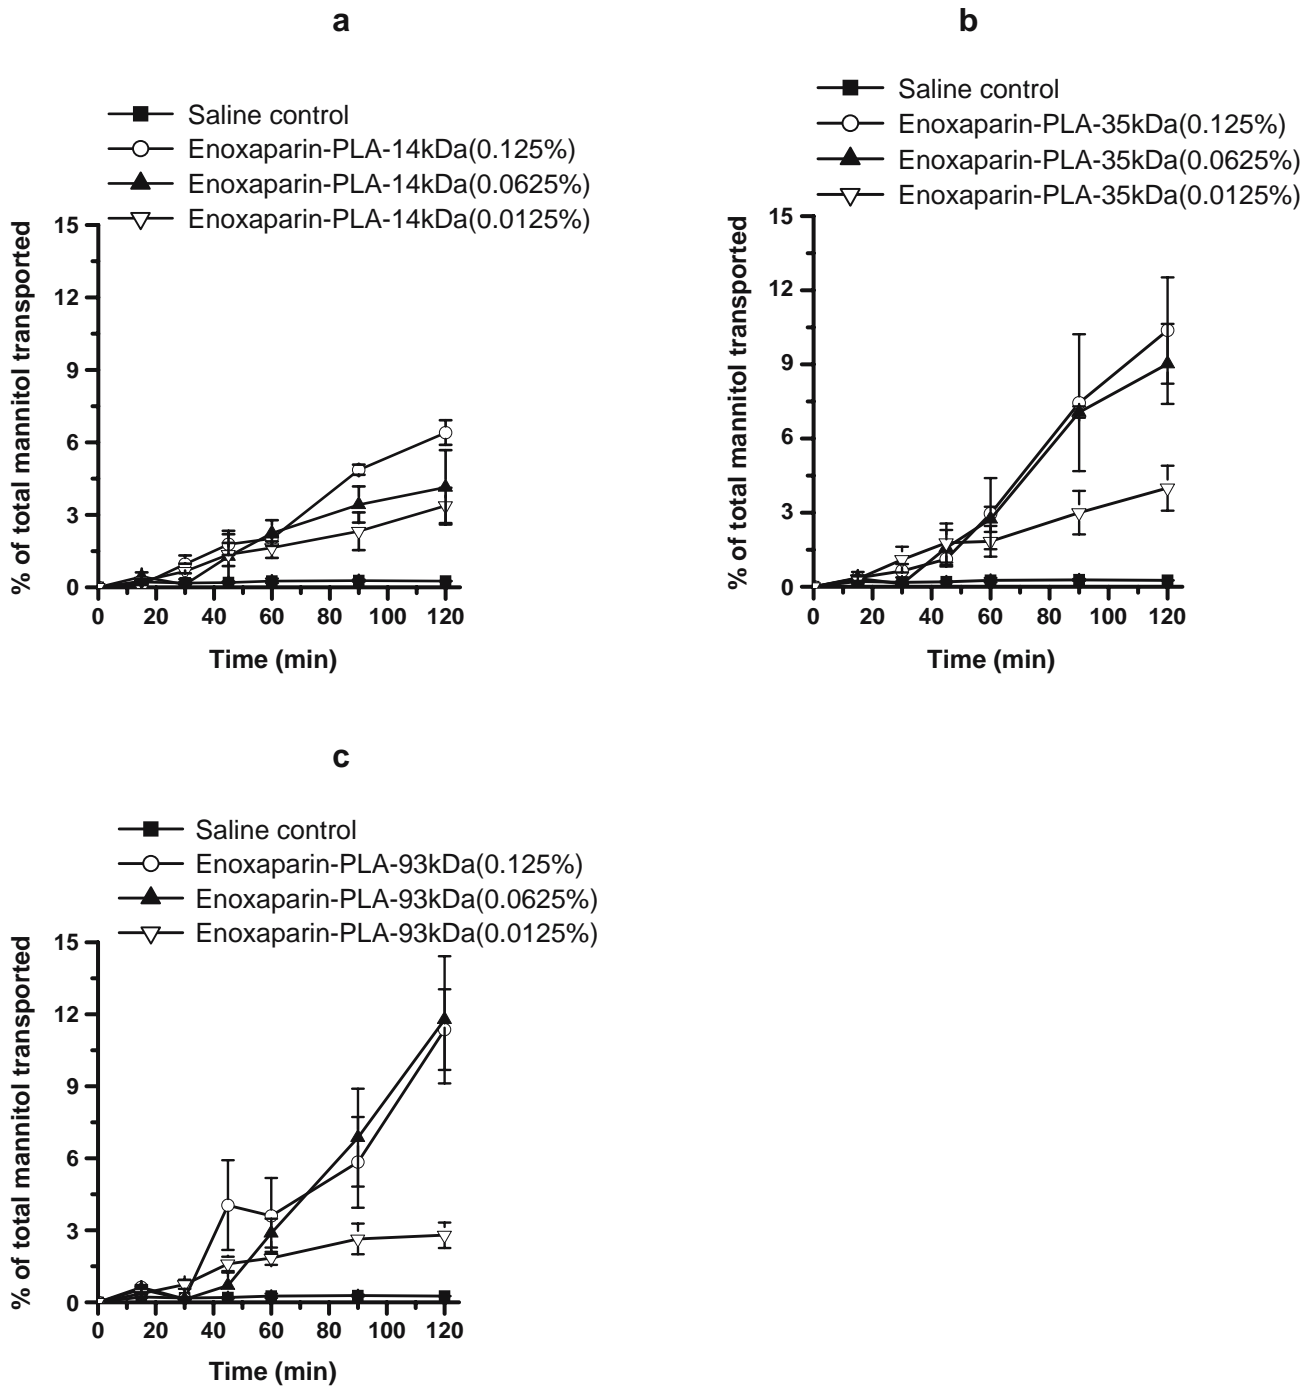 a
Saline control
Enoxaparin-PLA-14kDa(0.125%)
Enoxaparin-PLA-14kDa(0.0625%)
Enoxaparin-PLA-14kDa(0.0125%)
% of total mannitol transported
15
12
9
6
3
0
0 20 40 60 80 100 120
Time (min)
b
Saline control
Enoxaparin-PLA-35kDa(0.125%)
Enoxaparin-PLA-35kDa(0.0625%)
Enoxaparin-PLA-35kDa(0.0125%)
% of total mannitol transported
15
12
9
6
3
0
0 20 40 60 80 100 120
Time (min)
c
Saline control
Enoxaparin-PLA-93kDa(0.125%)
Enoxaparin-PLA-93kDa(0.0625%)
Enoxaparin-PLA-93kDa(0.0125%)
% of total mannitol transported
15
12
9
6
3
0
0 20 40 60 80 100 120
Time (min)